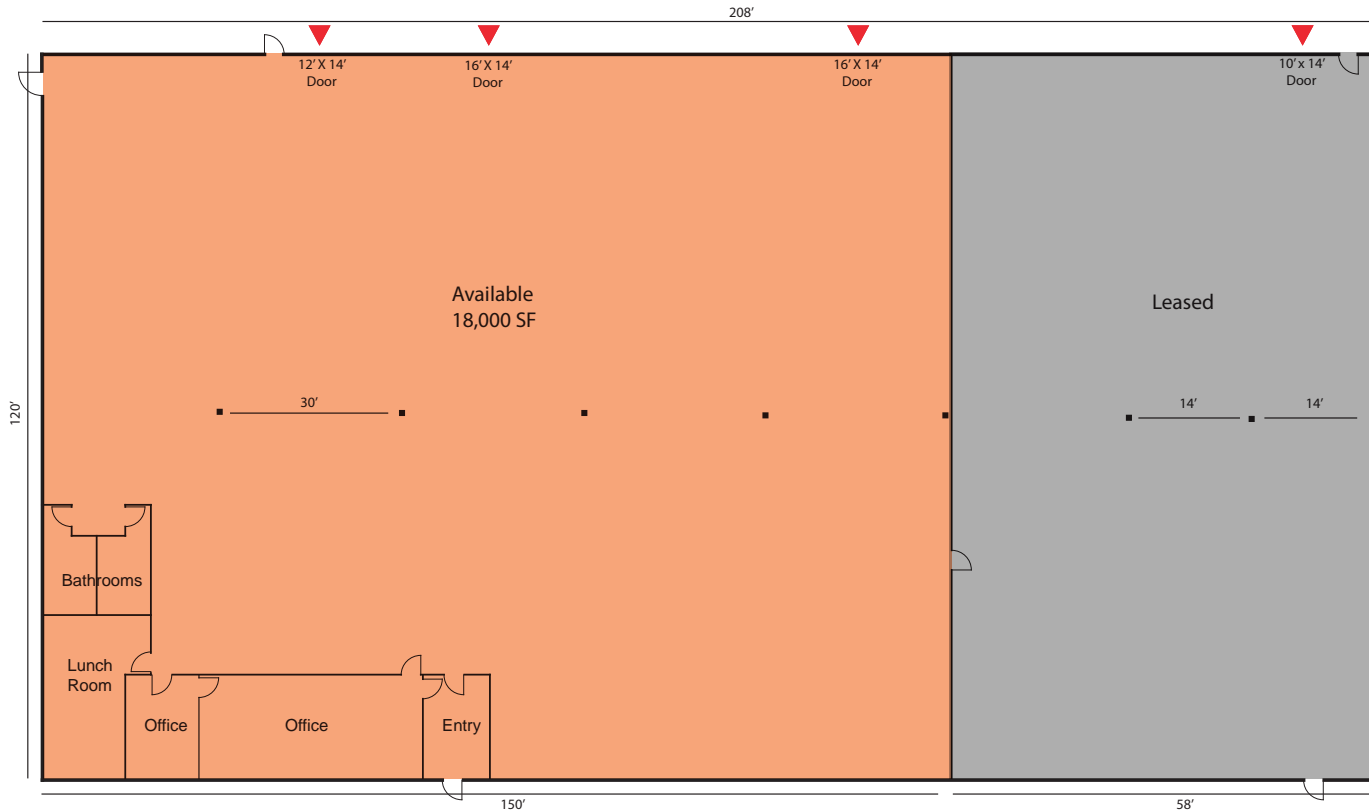 208’
12’ X 14’
Door
16’ X 14’
Door
16’ X 14’
Door
10’ x 14’
Door
Available
18,000 SF
Leased
120’
30’
14’
14’
Bathrooms
Lunch
Room
Office
Office
Entry
150’
58’